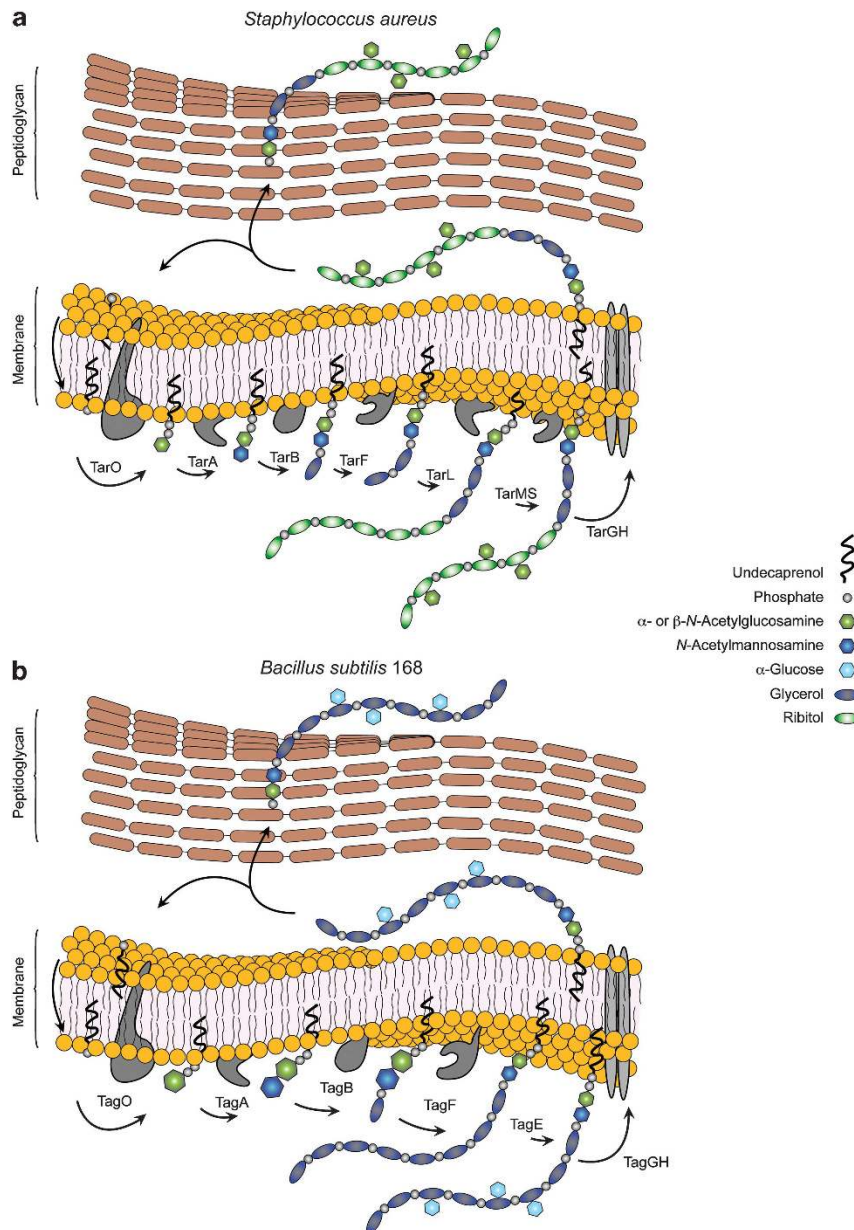 a
Staphylococcus aureus
Peptidoglycan
Membrane
TarO
TarA
TarB
TarF
TarL
TarMS
TarGH
Undecaprenol
Phosphate
α- or β-N-Acetylglucosamine
N-Acetylmannosamine
α-Glucose
Glycerol
Ribitol
b
Bacillus subtilis 168
Peptidoglycan
Membrane
TagO
TagA
TagB
TagF
TagE
TagGH